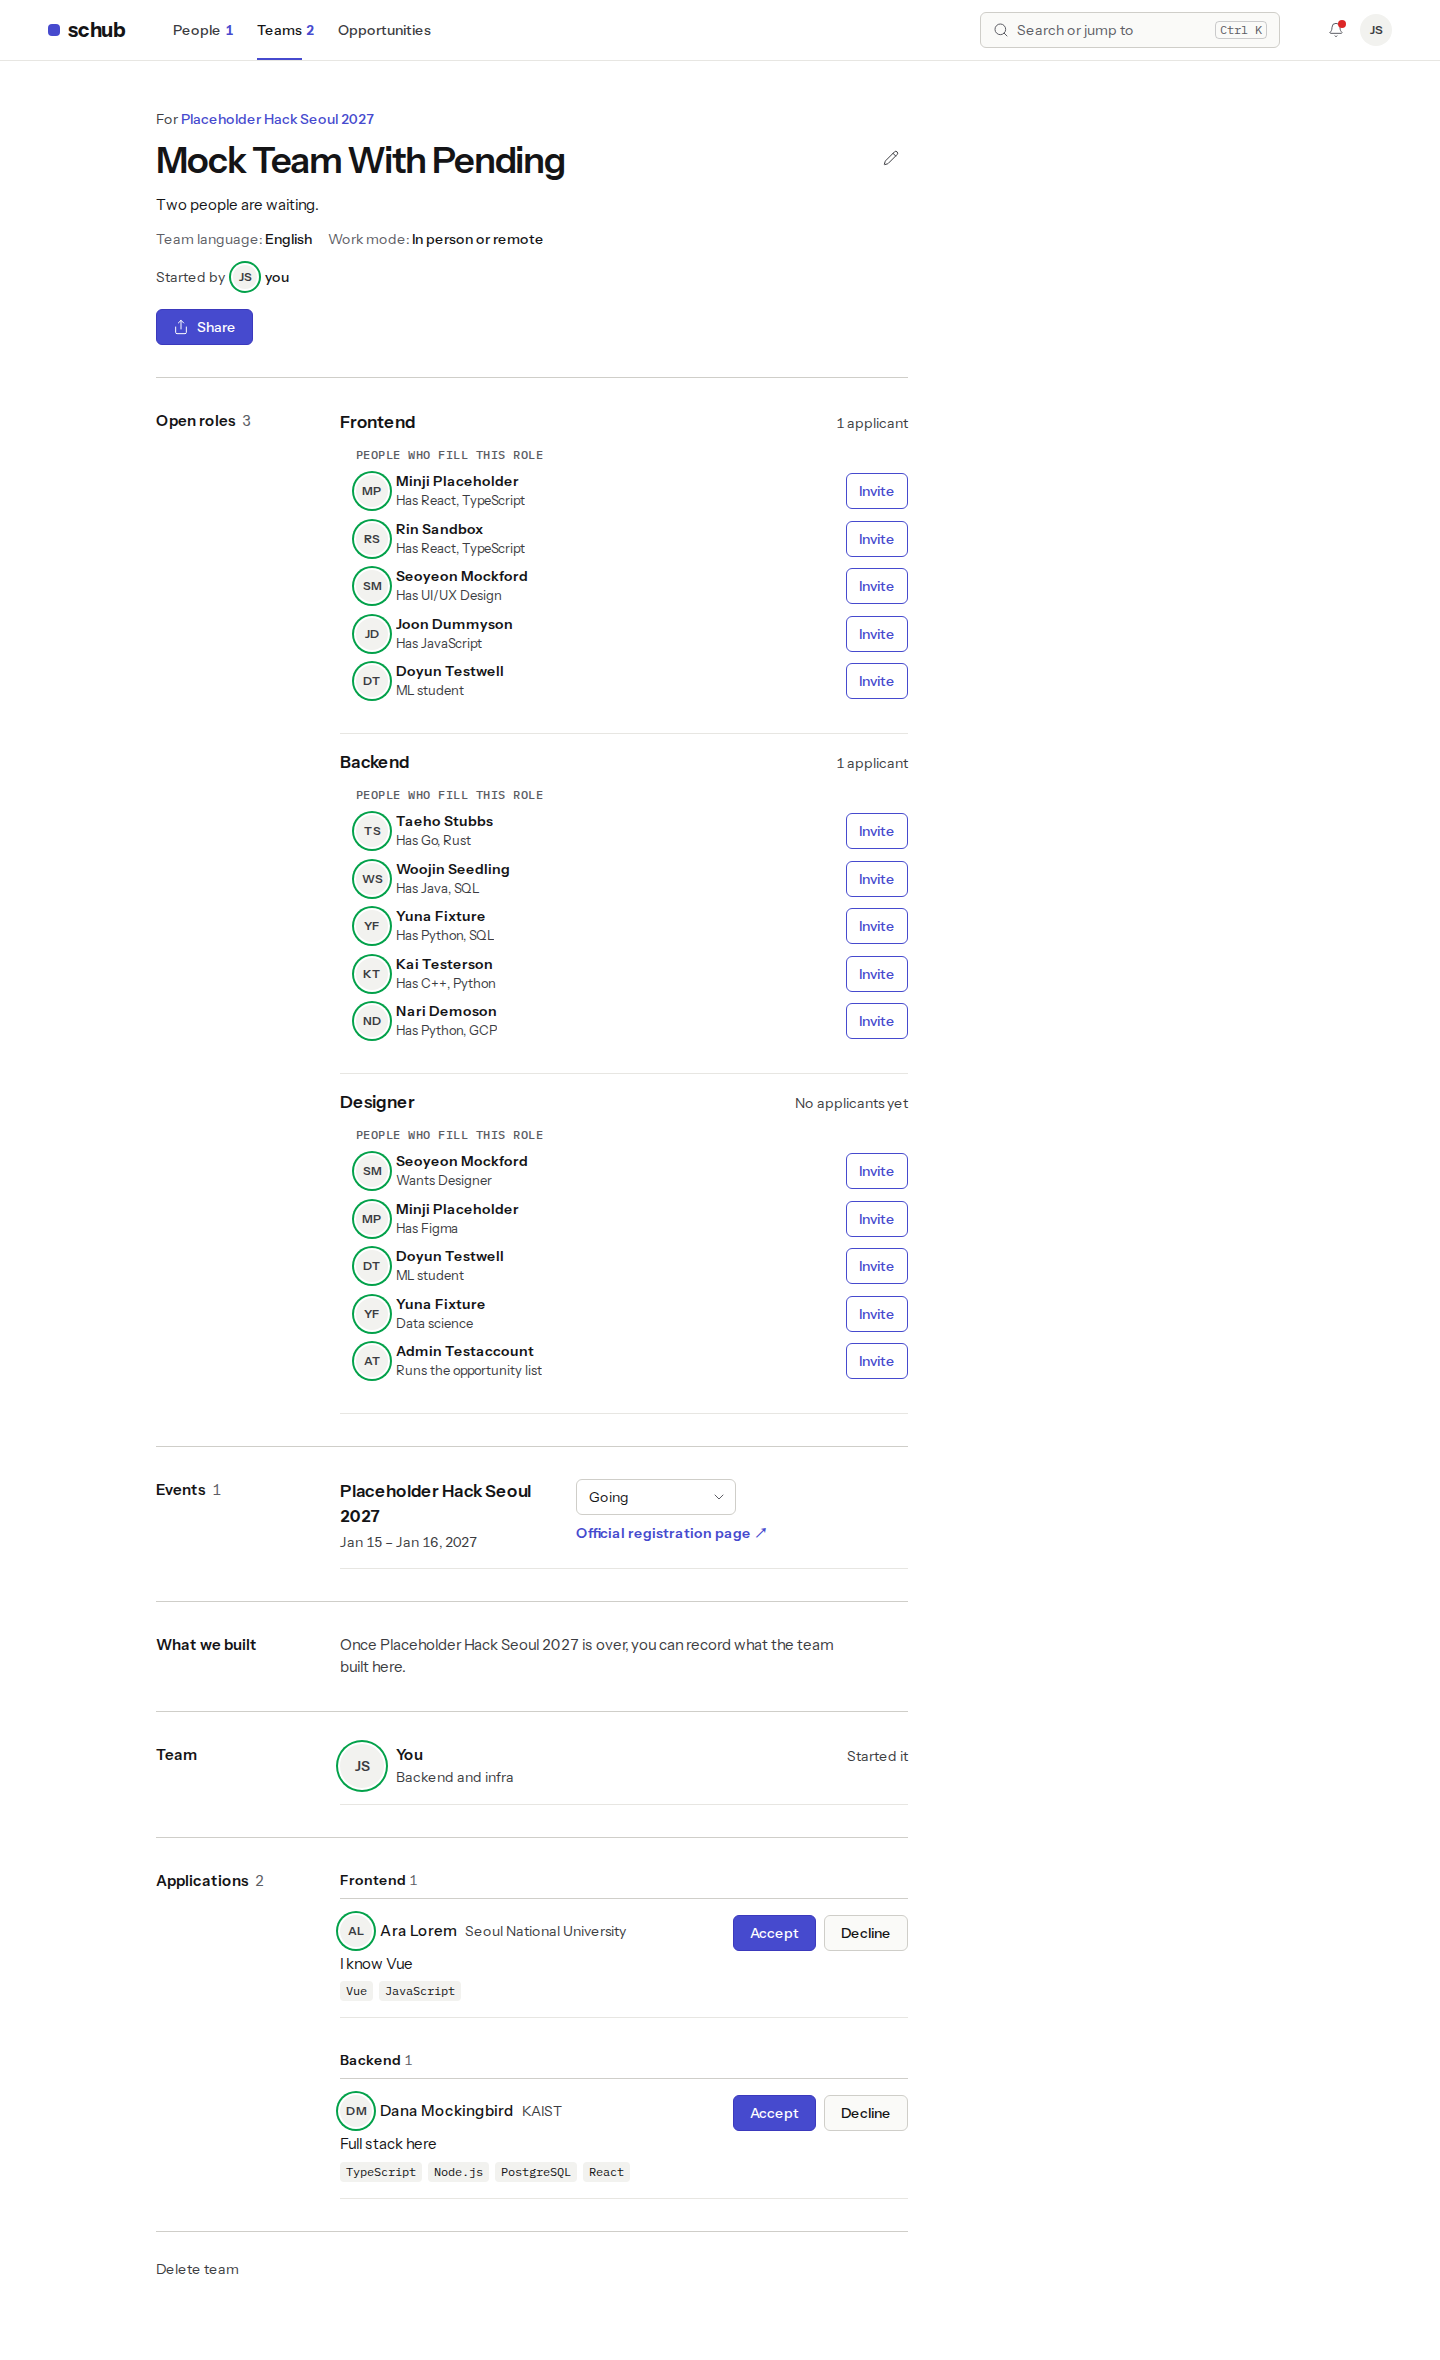 schub People 1 Teams 2 Opportunities Search or jump to Ctrl K JS
For Placeholder Hack Seoul 2027
Mock Team With Pending
Two people are waiting.
Team language: English Work mode: In person or remote
Started by JS you
Share
Open roles 3
Frontend 1 applicant
PEOPLE WHO FILL THIS ROLE
MP Minji Placeholder Invite
Has React, TypeScript
RS Rin Sandbox Invite
Has React, TypeScript
SM Seoyeon Mockford Invite
Has UI/UX Design
JD Joon Dummyson Invite
Has JavaScript
DT Doyun Testwell Invite
ML student
Backend 1 applicant
PEOPLE WHO FILL THIS ROLE
TS Taeho Stubbs Invite
Has Go, Rust
WS Woojin Seedling Invite
Has Java, SQL
YF Yuna Fixture Invite
Has Python, SQL
KT Kai Testerson Invite
Has C++, Python
ND Nari Demoson Invite
Has Python, GCP
Designer No applicants yet
PEOPLE WHO FILL THIS ROLE
SM Seoyeon Mockford Invite
Wants Designer
MP Minji Placeholder Invite
Has Figma
DT Doyun Testwell Invite
ML student
YF Yuna Fixture Invite
Data science
AT Admin Testaccount Invite
Runs the opportunity list
Events 1
Placeholder Hack Seoul
2027
Jan 15 – Jan 16, 2027
Going
Official registration page ↗
What we built
Once Placeholder Hack Seoul 2027 is over, you can record what the team
built here.
Team
JS You Started it
Backend and infra
Applications 2
Frontend 1
AL Ara Lorem Seoul National University Accept Decline
I know Vue
Vue JavaScript
Backend 1
DM Dana Mockingbird KAIST Accept Decline
Full stack here
TypeScript Node.js PostgreSQL React
Delete team